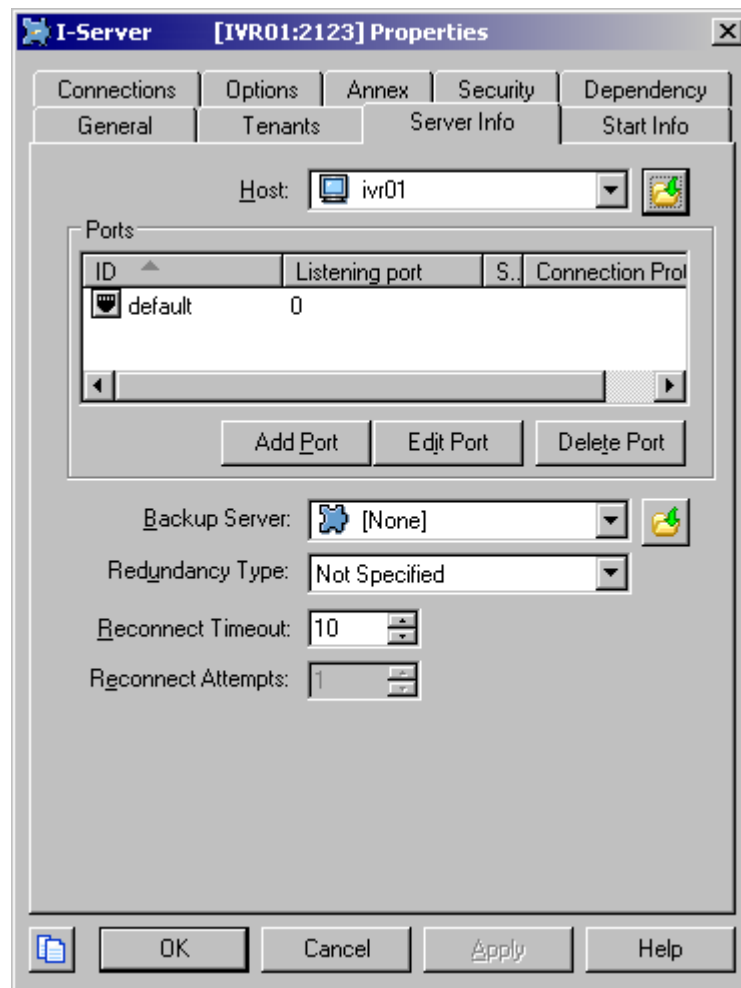 I-Server [IVR01:2123] Properties
Connections Options Annex Security Dependency
General Tenants Server Info Start Info
Host: ivr01
Ports
ID Listening port S.. Connection Prot
default 0
Add Port Edit Port Delete Port
Backup Server: [None]
Redundancy Type: Not Specified
Reconnect Timeout: 10
Reconnect Attempts: 1
OK Cancel Apply Help